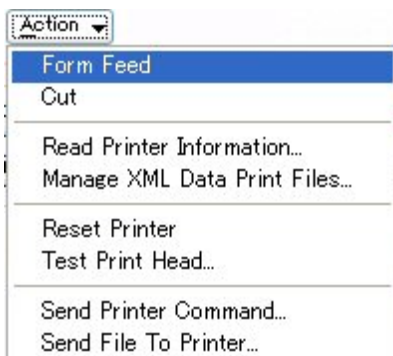 Action
Form Feed
Cut
Read Printer Information...
Manage XML Data Print Files...
Reset Printer
Test Print Head...
Send Printer Command...
Send File To Printer...